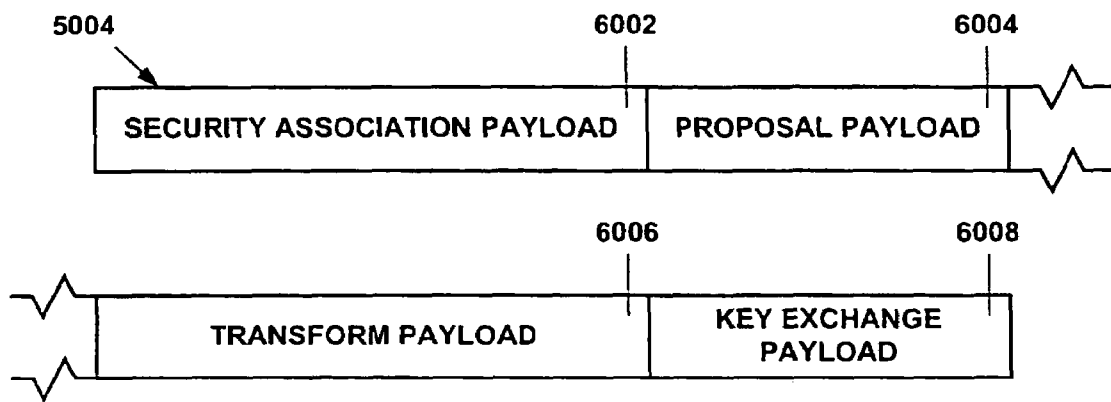 5004 6002 6004
SECURITY ASSOCIATION PAYLOAD PROPOSAL PAYLOAD
6006 6008
TRANSFORM PAYLOAD KEY EXCHANGE PAYLOAD